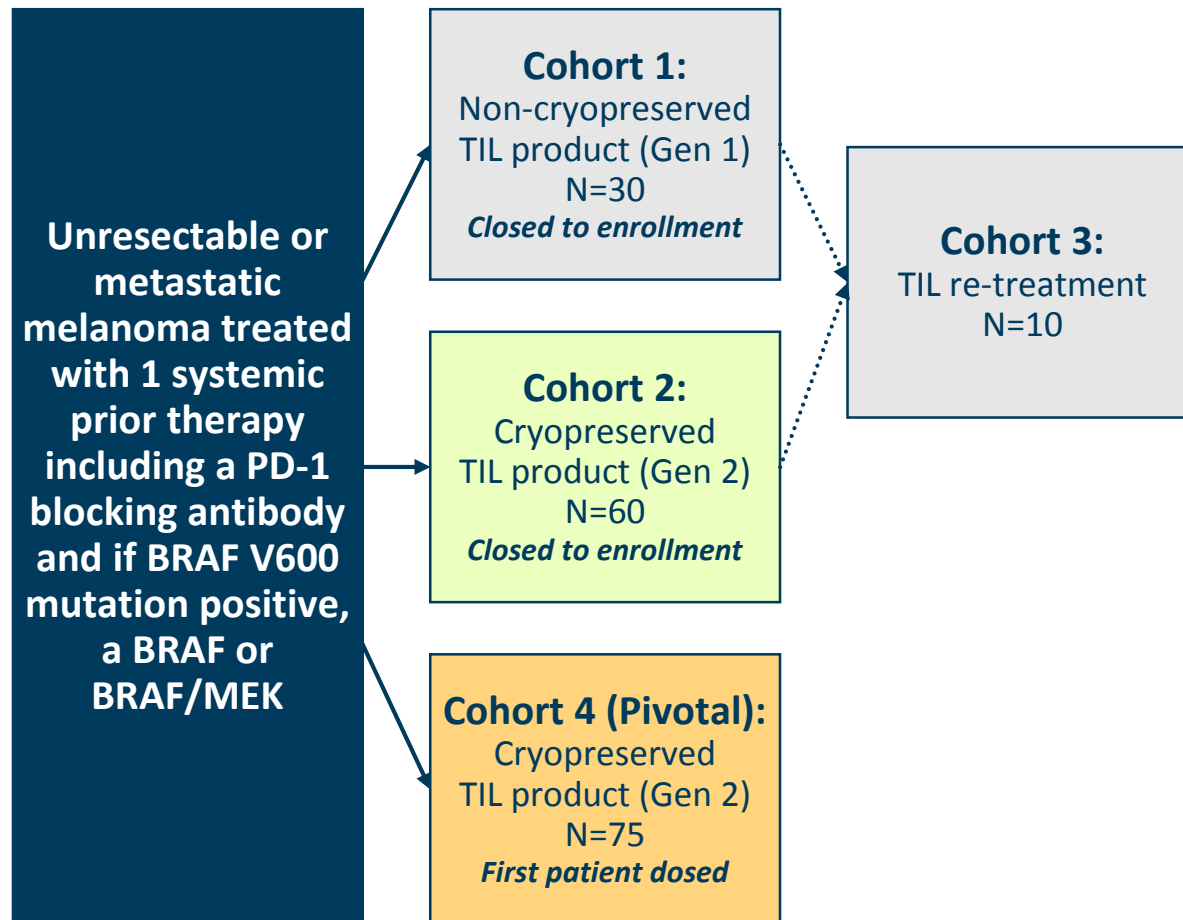 Unresectable or
metastatic
melanoma treated
with 1 systemic
prior therapy
including a PD-1
blocking antibody
and if BRAF V600
mutation positive,
a BRAF or
BRAF/MEK
Cohort 1:
Non-cryopreserved
TIL product (Gen 1)
N=30
Closed to enrollment
Cohort 2:
Cryopreserved
TIL product (Gen 2)
N=60
Closed to enrollment
Cohort 4 (Pivotal):
Cryopreserved
TIL product (Gen 2)
N=75
First patient dosed
Cohort 3:
TIL re-treatment
N=10